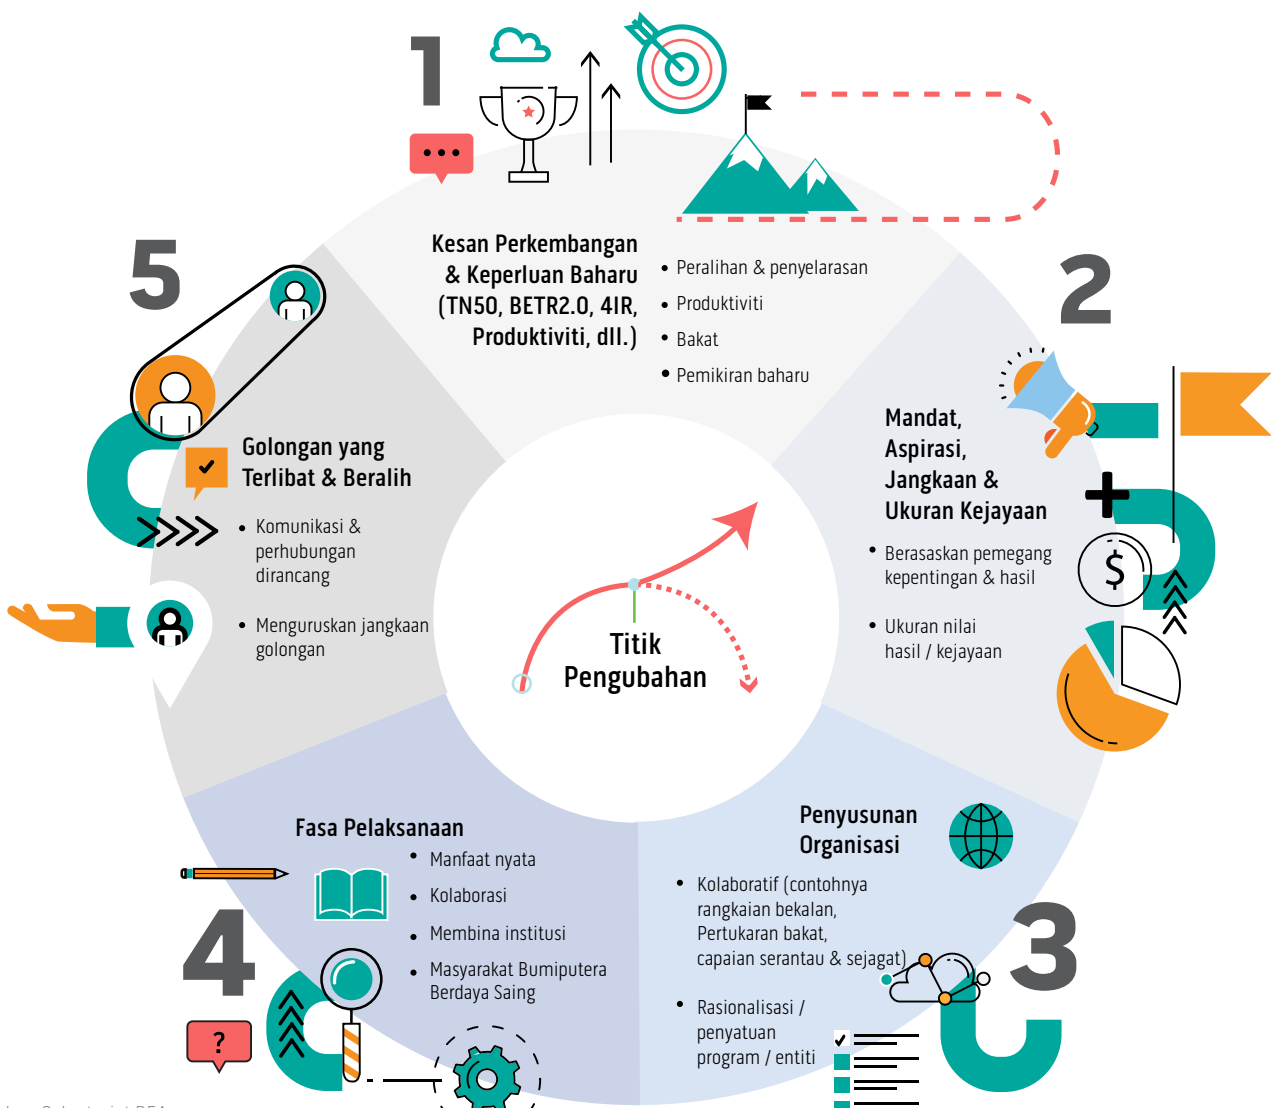 1
Kesan Perkembangan
& Keperluan Baharu
(TN50, BETR2.0, 4IR,
Produktiviti, dll.)
• Peralihan & penyelarasan
• Produktiviti
• Bakat
• Pemikiran baharu
2
Mandat,
Aspirasi,
Jangkaan &
Ukuran Kejayaan
• Berasaskan pemegang
kepentingan & hasil
• Ukuran nilai
hasil / kejayaan
$
3
Penyusunan
Organisasi
• Kolaboratif (contohnya
rangkaian bekalan,
Pertukaran bakat,
capaian serantau & sejagat)
• Rasionalisasi /
penyatuan
program / entiti
4
Fasa Pelaksanaan
• Manfaat nyata
• Kolaborasi
• Membina institusi
• Masyarakat Bumiputera
Berdaya Saing
?
5
Golongan yang
Terlibat & Beralih
• Komunikasi &
perhubungan
dirancang
• Menguruskan jangkaan
golongan
Titik
Pengubahan